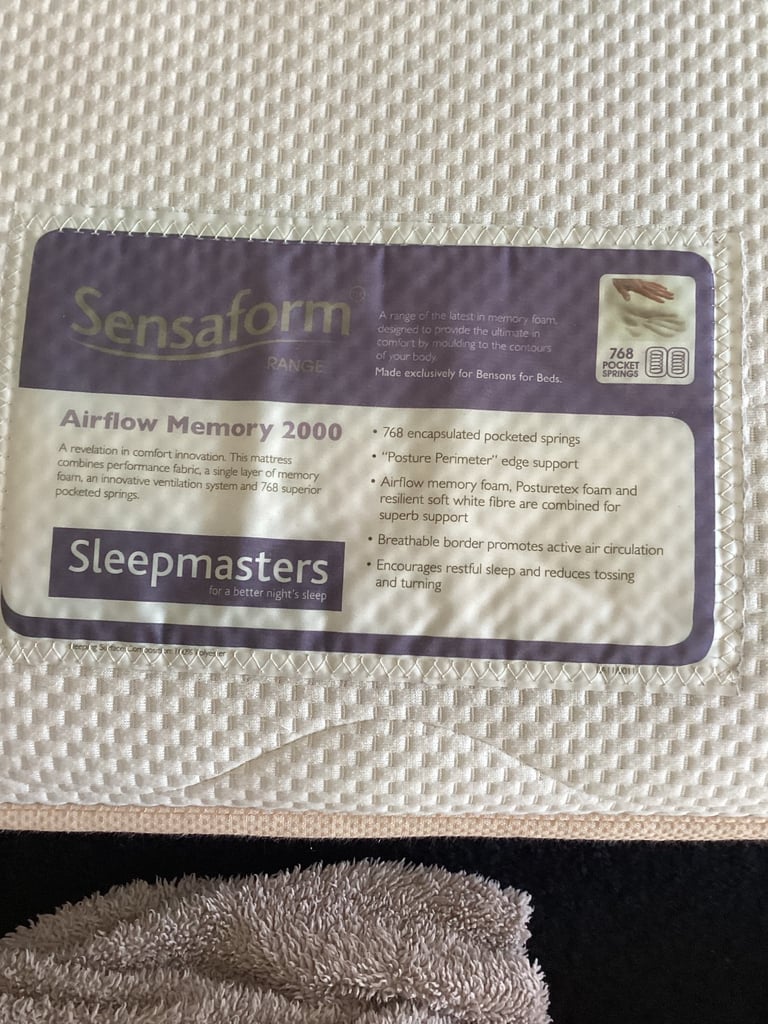 Sensaform
RANGE
A range of the latest in memory foam,
designed to provide the ultimate in
comfort by moulding to the contours
of your body.
Made exclusively for Bensons for Beds.
768
POCKET
SPRINGS
Airflow Memory 2000
A revelation in comfort innovation. This mattress
combines performance fabric, a single layer of memory
foam, an innovative ventilation system and 768 superior
pocketed springs.
Sleepmasters
for a better night's sleep
• 768 encapsulated pocketed springs
• "Posture Perimeter" edge support
• Airflow memory foam, Posturetex foam and
resilient soft white fibre are combined for
superb support
• Breathable border promotes active air circulation
• Encourages restful sleep and reduces tossing
and turning
Sleeping Surface Composition: 100% Polyester